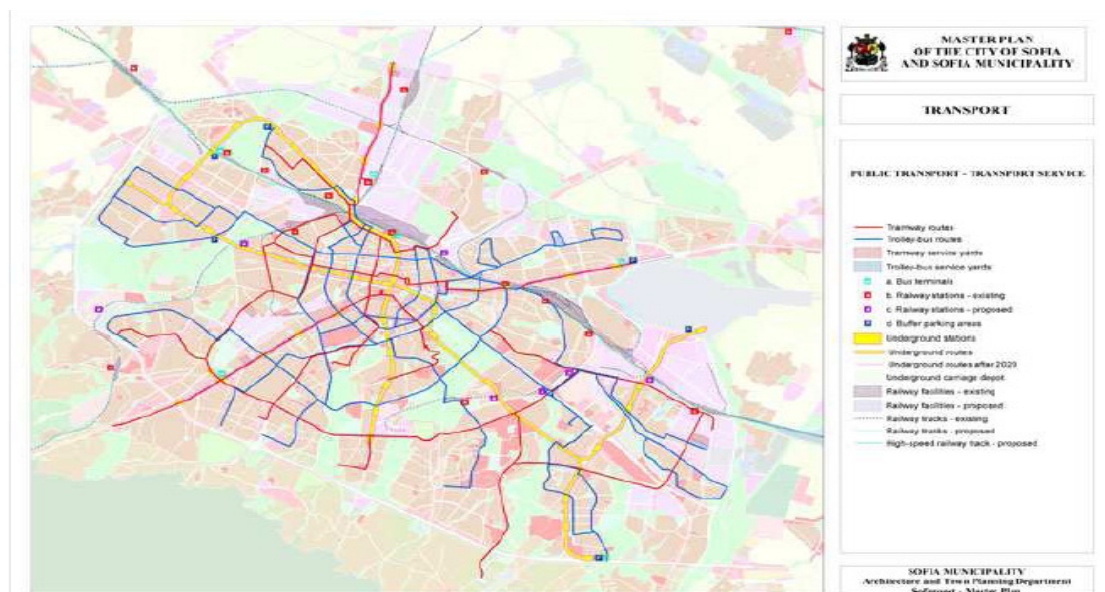 MASTER PLAN
OF THE CITY OF SOFIA
AND SOFIA MUNICIPALITY
TRANSPORT
PUBLIC TRANSPORT - TRANSPORT SERVICE
Tramway routes
Trolley-bus routes
Tramway service yards
Trolley-bus service yards
a. Bus terminals
b. Railway stations - existing
c. Railway stations - proposed
d. Buffer parking areas
Underground stations
Underground routes
Underground routes after 2020
Underground carriage depot
Railway facilities - existing
Railway facilities - proposed
Railway tracks - existing
Railway tracks - proposed
High-speed railway track - proposed
SOFIA MUNICIPALITY
Architecture and Town Planning Department
Sofproect - Master Plan